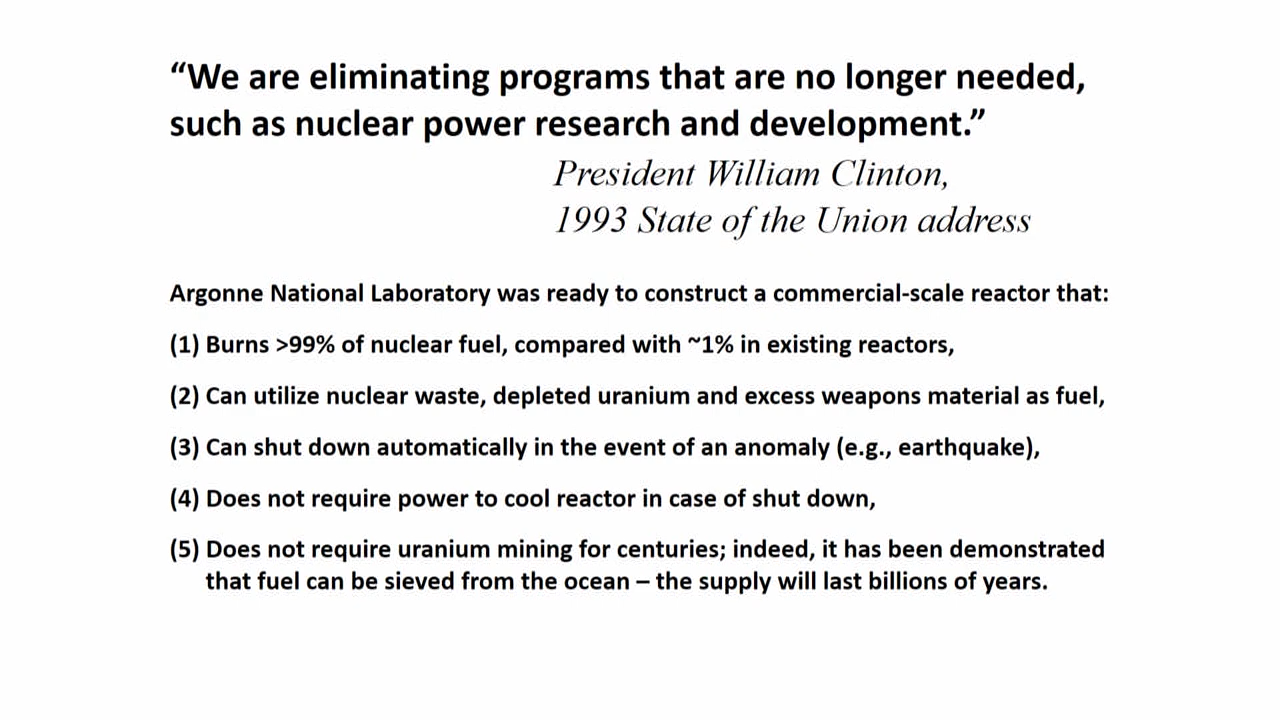 “We are eliminating programs that are no longer needed,
such as nuclear power research and development.”
President William Clinton,
1993 State of the Union address
Argonne National Laboratory was ready to construct a commercial-scale reactor that:
(1) Burns >99% of nuclear fuel, compared with ~1% in existing reactors,
(2) Can utilize nuclear waste, depleted uranium and excess weapons material as fuel,
(3) Can shut down automatically in the event of an anomaly (e.g., earthquake),
(4) Does not require power to cool reactor in case of shut down,
(5) Does not require uranium mining for centuries; indeed, it has been demonstrated
that fuel can be sieved from the ocean – the supply will last billions of years.